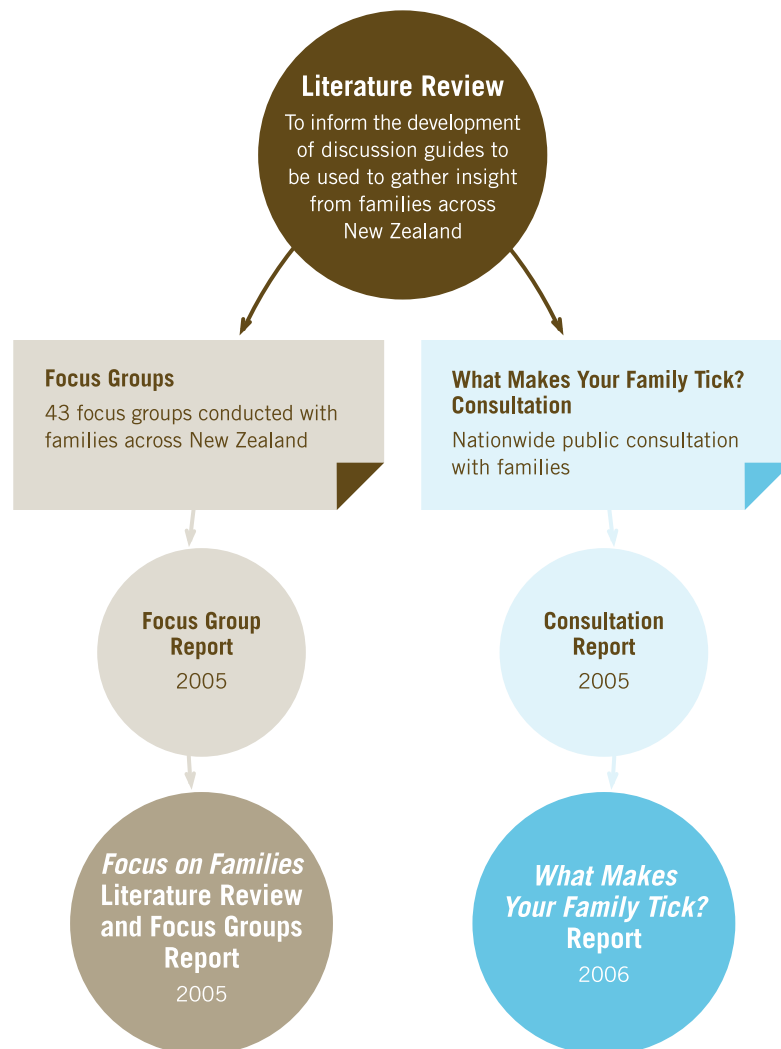 Literature Review
To inform the development
of discussion guides to
be used to gather insight
from families across
New Zealand
Focus Groups
43 focus groups conducted with
families across New Zealand
What Makes Your Family Tick?
Consultation
Nationwide public consultation
with families
Focus Group
Report
2005
Consultation
Report
2005
Focus on Families
Literature Review
and Focus Groups
Report
2005
What Makes
Your Family Tick?
Report
2006